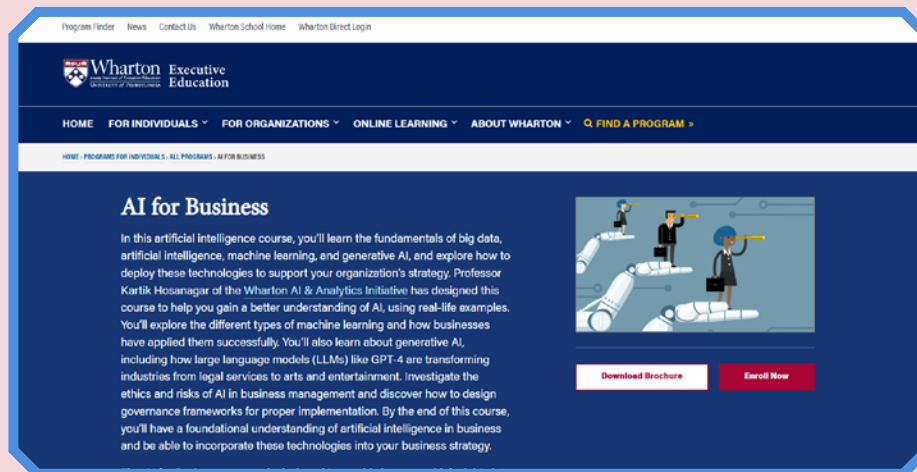 Program Finder News Contact Us Wharton School Home Wharton Direct Login
Wharton Executive
UNIVERSITY of PENNSYLVANIA Education
HOME FOR INDIVIDUALS FOR ORGANIZATIONS ONLINE LEARNING ABOUT WHARTON FIND A PROGRAM »
HOME › PROGRAMS FOR INDIVIDUALS › ALL PROGRAMS › AI FOR BUSINESS
AI for Business
In this artificial intelligence course, you'll learn the fundamentals of big data,
artificial intelligence, machine learning, and generative AI, and explore how to
deploy these technologies to support your organization's strategy. Professor
Kartik Hosanagar of the Wharton AI & Analytics Initiative has designed this
course to help you gain a better understanding of AI, using real-life examples.
You'll explore the different types of machine learning and how businesses
have applied them successfully. You'll also learn about generative AI,
including how large language models (LLMs) like GPT-4 are transforming
industries from legal services to arts and entertainment. Investigate the
ethics and risks of AI in business management and discover how to design
governance frameworks for proper implementation. By the end of this course,
you'll have a foundational understanding of artificial intelligence in business
and be able to incorporate these technologies into your business strategy.
Download Brochure Enroll Now